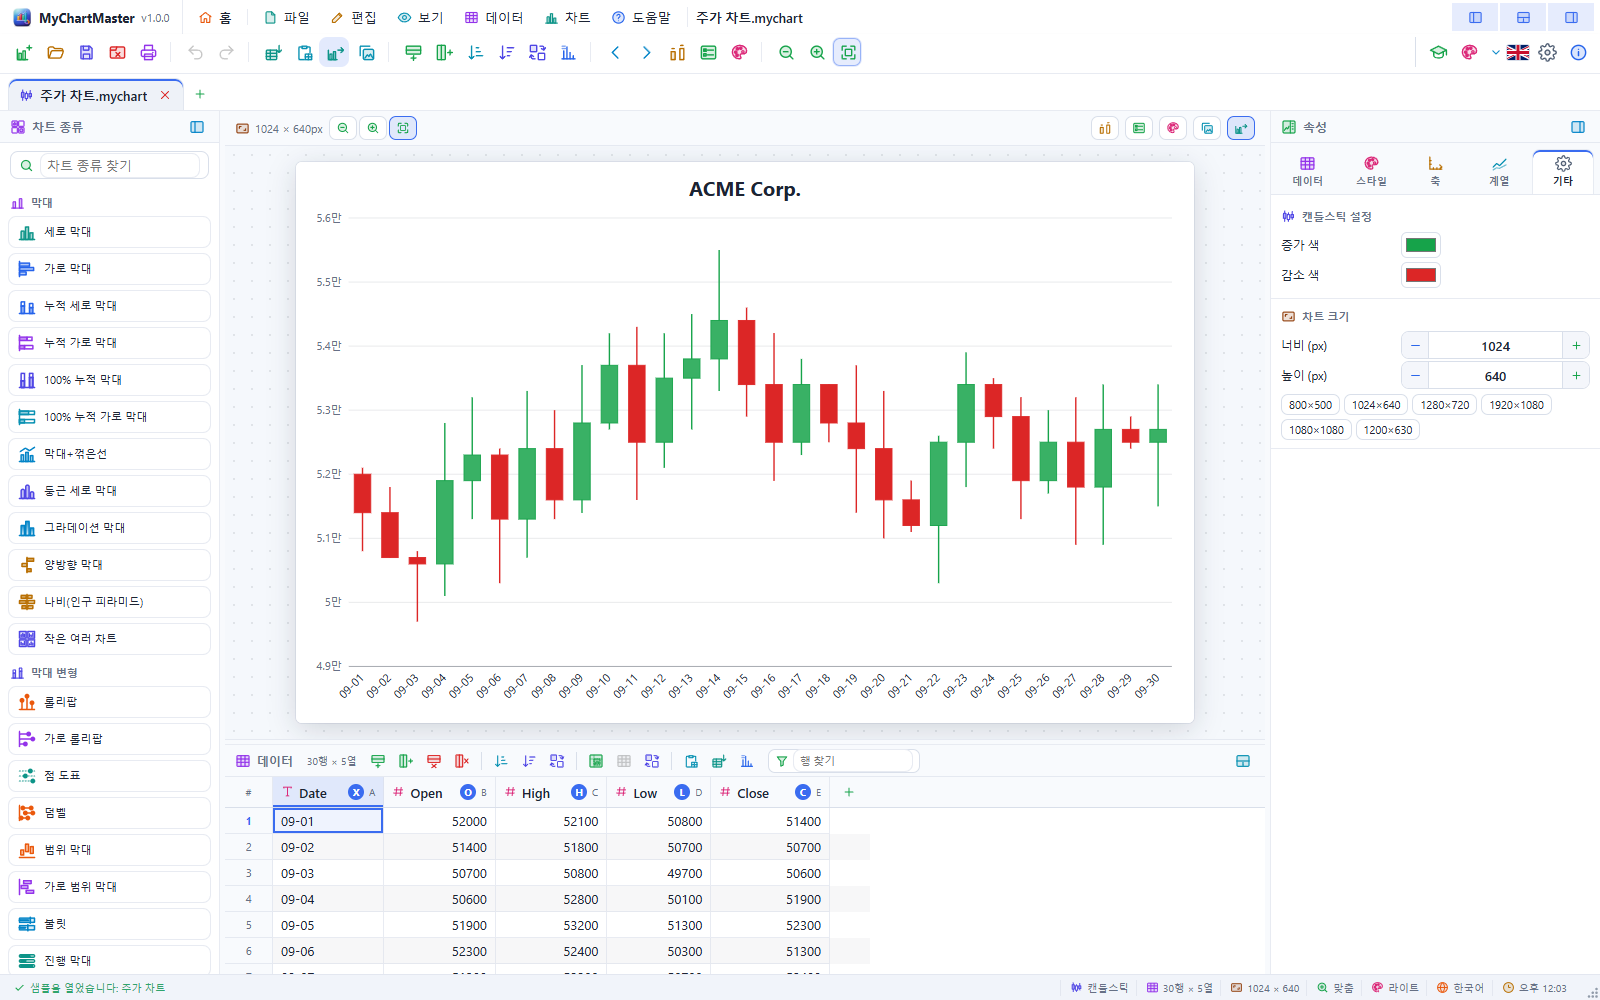 MyChartMaster v1.0.0 홈 파일 편집 보기 데이터 차트 도움말 주가 차트.mychart
주가 차트.mychart
차트 종류
차트 종류 찾기
막대
세로 막대
가로 막대
누적 세로 막대
누적 가로 막대
100% 누적 막대
100% 누적 가로 막대
막대+꺾은선
둥근 세로 막대
그라데이션 막대
양방향 막대
나비(인구 피라미드)
작은 여러 차트
막대 변형
롤리팝
가로 롤리팝
점 도표
덤벨
범위 막대
가로 범위 막대
불릿
진행 막대
1024 × 640px
ACME Corp.
5.6만
5.5만
5.4만
5.3만
5.2만
5.1만
5만
4.9만
09-01 09-02 09-03 09-04 09-05 09-06 09-07 09-08 09-09 09-10 09-11 09-12 09-13 09-14 09-15 09-16 09-17 09-18 09-19 09-20 09-21 09-22 09-23 09-24 09-25 09-26 09-27 09-28 09-29 09-30
데이터 30행 × 5열 행 찾기
# Date X A # Open O B # High H C # Low L D # Close C E
1 09-01 52000 52100 50800 51400
2 09-02 51400 51800 50700 50700
3 09-03 50700 50800 49700 50600
4 09-04 50600 52800 50100 51900
5 09-05 51900 53200 51300 52300
6 09-06 52300 52400 50300 51300
속성
데이터 스타일 축 계열 기타
캔들스틱 설정
증가 색
감소 색
차트 크기
너비 (px) 1024
높이 (px) 640
800×500 1024×640 1280×720 1920×1080
1080×1080 1200×630
샘플을 열었습니다: 주가 차트
캔들스틱 30행 × 5열 1024 × 640 맞춤 라이트 한국어 오후 12:03